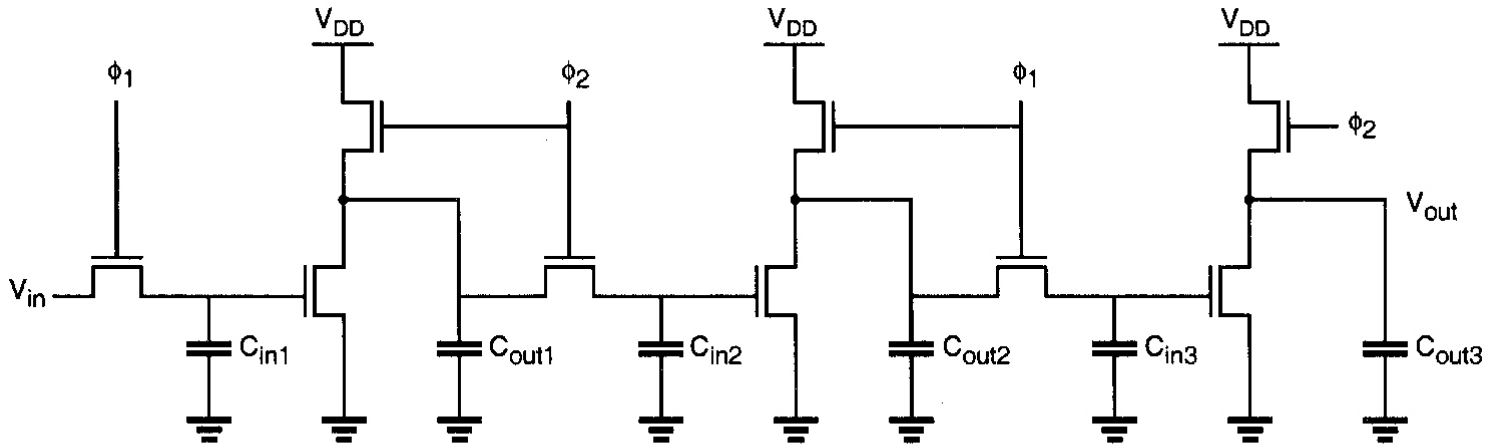 V_DD V_DD V_DD
ϕ1 ϕ2 ϕ1
ϕ2
V_out
V_in
C_in1 C_out1 C_in2 C_out2 C_in3 C_out3